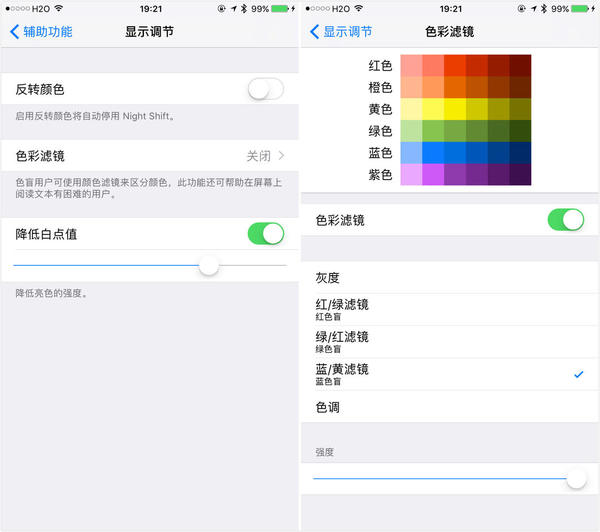 H2O 19:21 99%
辅助功能 显示调节
反转颜色
启用反转颜色将自动停用 Night Shift。
色彩滤镜 关闭
色盲用户可使用颜色滤镜来区分颜色，此功能还可帮助在屏幕上
阅读文本有困难的用户。
降低白点值
降低亮色的强度。
H2O 19:21 99%
显示调节 色彩滤镜
红色
橙色
黄色
绿色
蓝色
紫色
色彩滤镜
灰度
红/绿滤镜
红色盲
绿/红滤镜
绿色盲
蓝/黄滤镜
蓝色盲
色调
强度